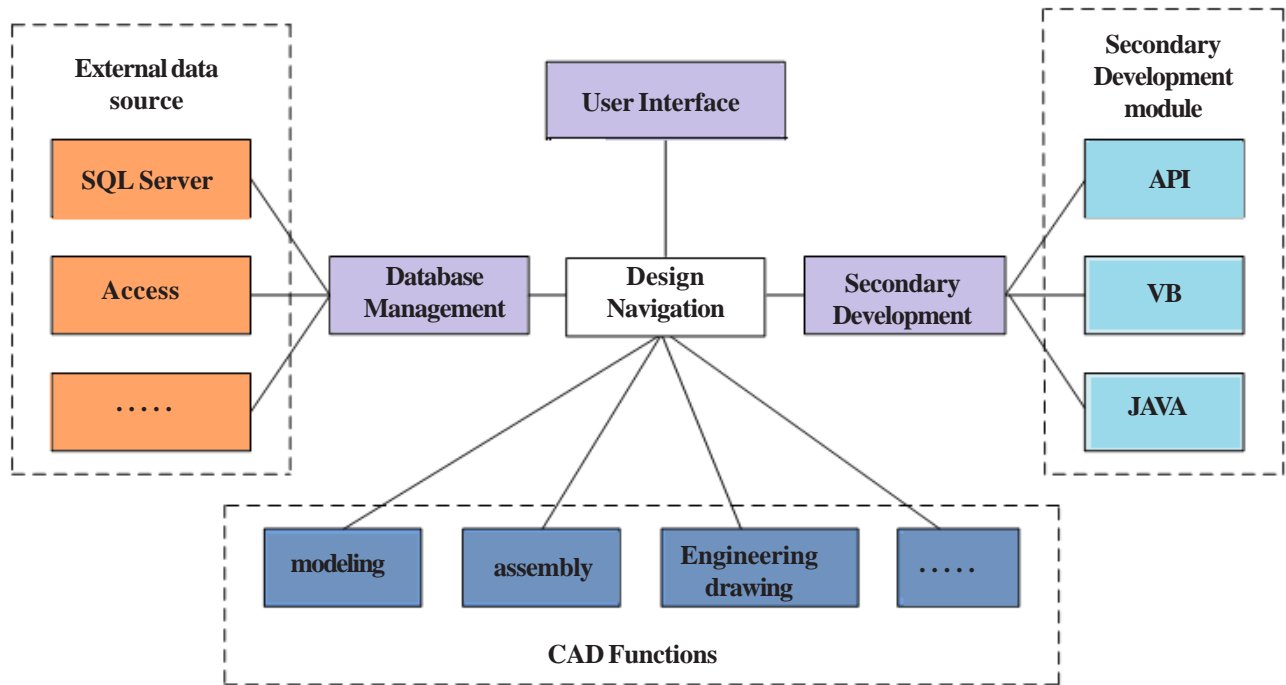 External data
source
SQL Server
Access
.....
User Interface
Database
Management
Design
Navigation
Secondary
Development
Secondary
Development
module
API
VB
JAVA
modeling
assembly
Engineering
drawing
.....
CAD Functions